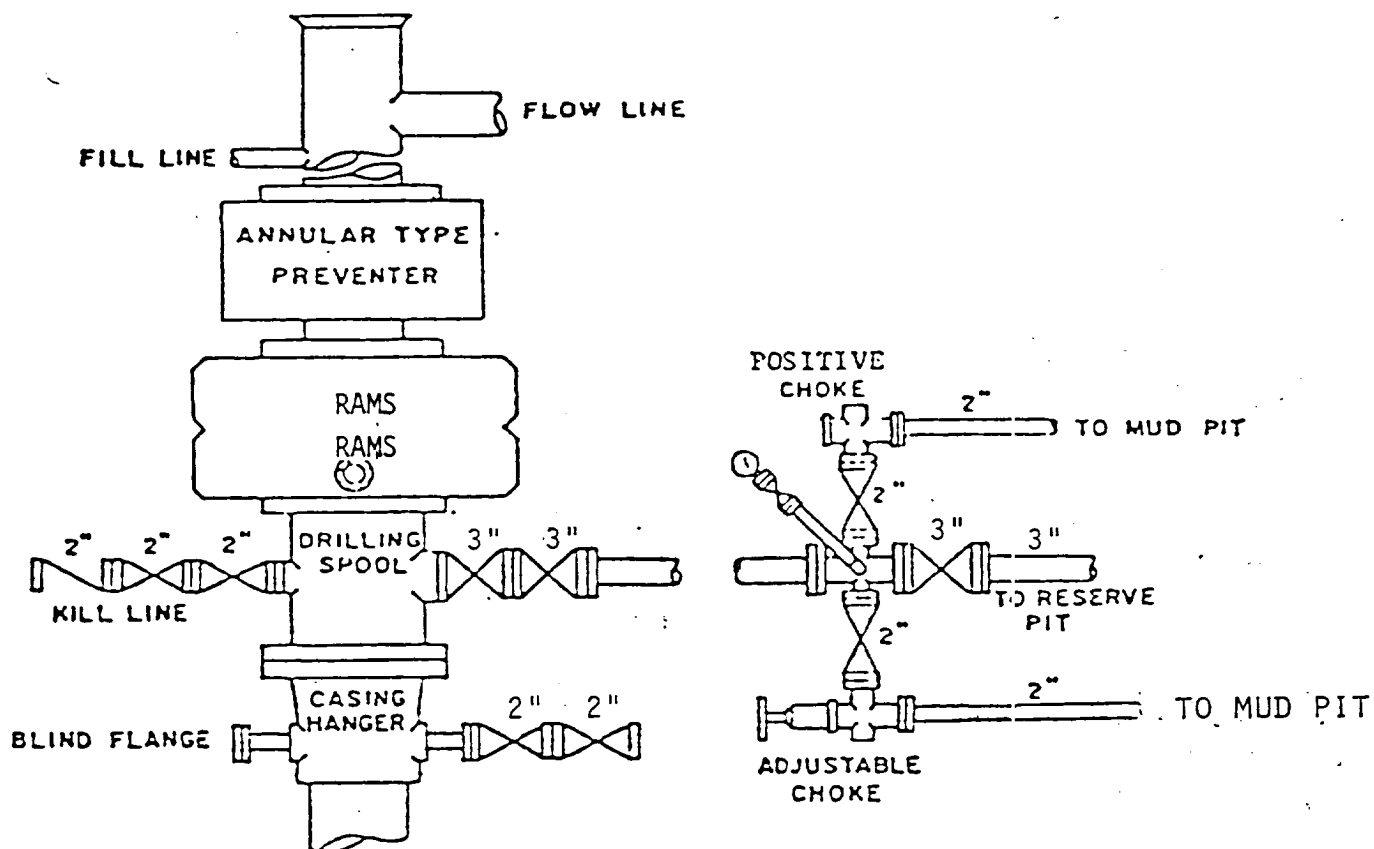 FLOW LINE
FILL LINE
ANNULAR TYPE
PREVENTER
RAMS
RAMS
2" 2" 2"
DRILLING
SPOOL
3" 3"
KILL LINE
CASING
HANGER
2" 2"
BLIND FLANGE
POSITIVE
CHOKE
2"
TO MUD PIT
2"
3" 3"
TO RESERVE
PIT
2"
2"
TO MUD PIT
ADJUSTABLE
CHOKE